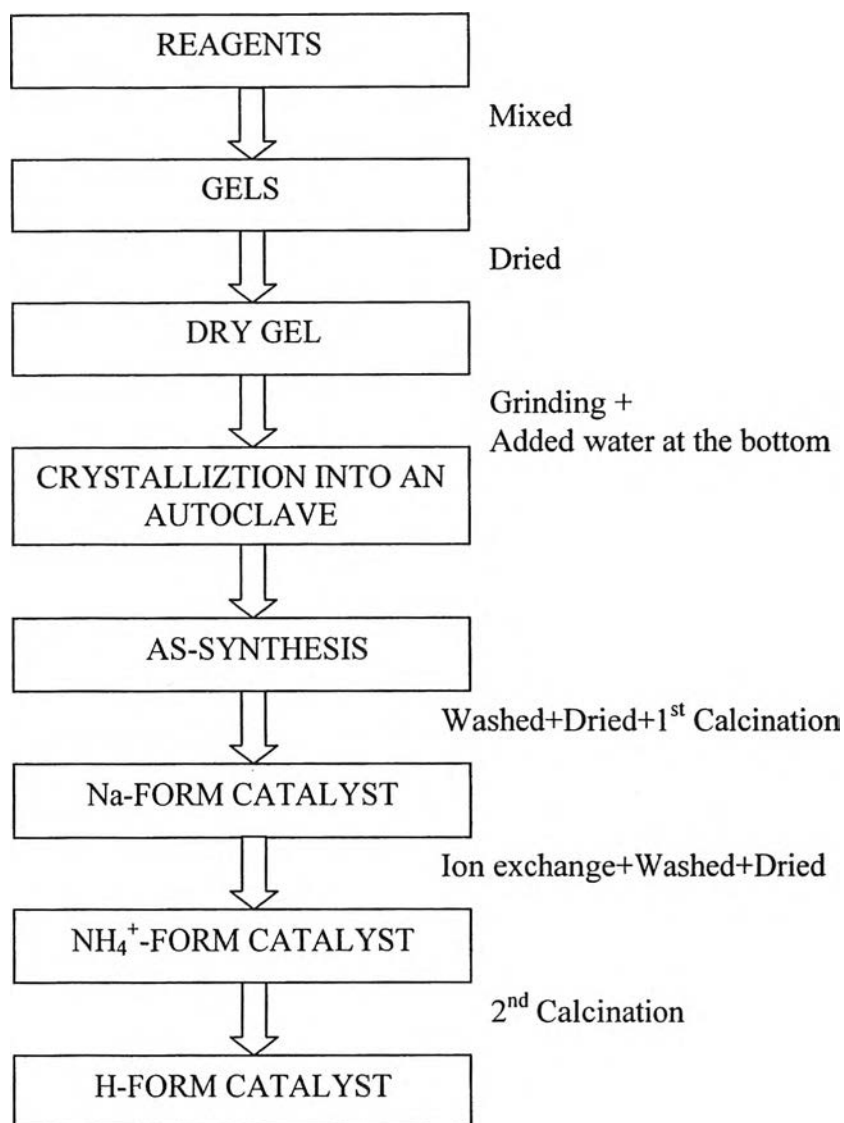 REAGENTS
Mixed
GELS
Dried
DRY GEL
Grinding +
Added water at the bottom
CRYSTALLIZTION INTO AN
AUTOCLAVE
AS-SYNTHESIS
Washed+Dried+1st Calcination
Na-FORM CATALYST
Ion exchange+Washed+Dried
NH₄⁺-FORM CATALYST
2nd Calcination
H-FORM CATALYST